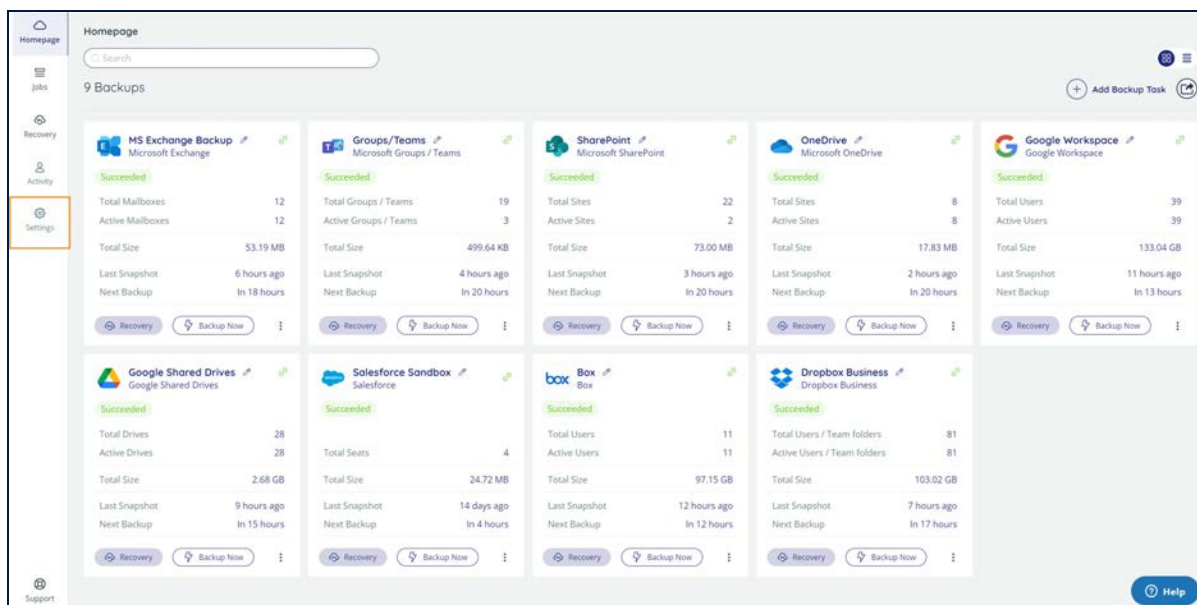 Homepage
Jobs
Recovery
Activity
Settings
Support
Homepage
Search
9 Backups
Add Backup Task
MS Exchange Backup
Microsoft Exchange
Succeeded
Total Mailboxes 12
Active Mailboxes 12
Total Size 53.19 MB
Last Snapshot 6 hours ago
Next Backup In 18 hours
Recovery Backup Now
Groups/Teams
Microsoft Groups / Teams
Succeeded
Total Groups / Teams 19
Active Groups / Teams 3
Total Size 499.64 KB
Last Snapshot 4 hours ago
Next Backup In 20 hours
Recovery Backup Now
SharePoint
Microsoft SharePoint
Succeeded
Total Sites 22
Active Sites 2
Total Size 73.00 MB
Last Snapshot 3 hours ago
Next Backup In 20 hours
Recovery Backup Now
OneDrive
Microsoft OneDrive
Succeeded
Total Sites 8
Active Sites 8
Total Size 17.83 MB
Last Snapshot 2 hours ago
Next Backup In 20 hours
Recovery Backup Now
Google Workspace
Google Workspace
Succeeded
Total Users 39
Active Users 39
Total Size 133.04 GB
Last Snapshot 11 hours ago
Next Backup In 13 hours
Recovery Backup Now
Google Shared Drives
Google Shared Drives
Succeeded
Total Drives 28
Active Drives 28
Total Size 2.68 GB
Last Snapshot 9 hours ago
Next Backup In 15 hours
Recovery Backup Now
Salesforce Sandbox
Salesforce
Succeeded
Total Seats 4
Total Size 24.72 MB
Last Snapshot 14 days ago
Next Backup In 4 hours
Recovery Backup Now
box Box
Box
Succeeded
Total Users 11
Active Users 11
Total Size 97.15 GB
Last Snapshot 12 hours ago
Next Backup In 12 hours
Recovery Backup Now
Dropbox Business
Dropbox Business
Succeeded
Total Users / Team folders 81
Active Users / Team folders 81
Total Size 103.02 GB
Last Snapshot 7 hours ago
Next Backup In 17 hours
Recovery Backup Now
Help